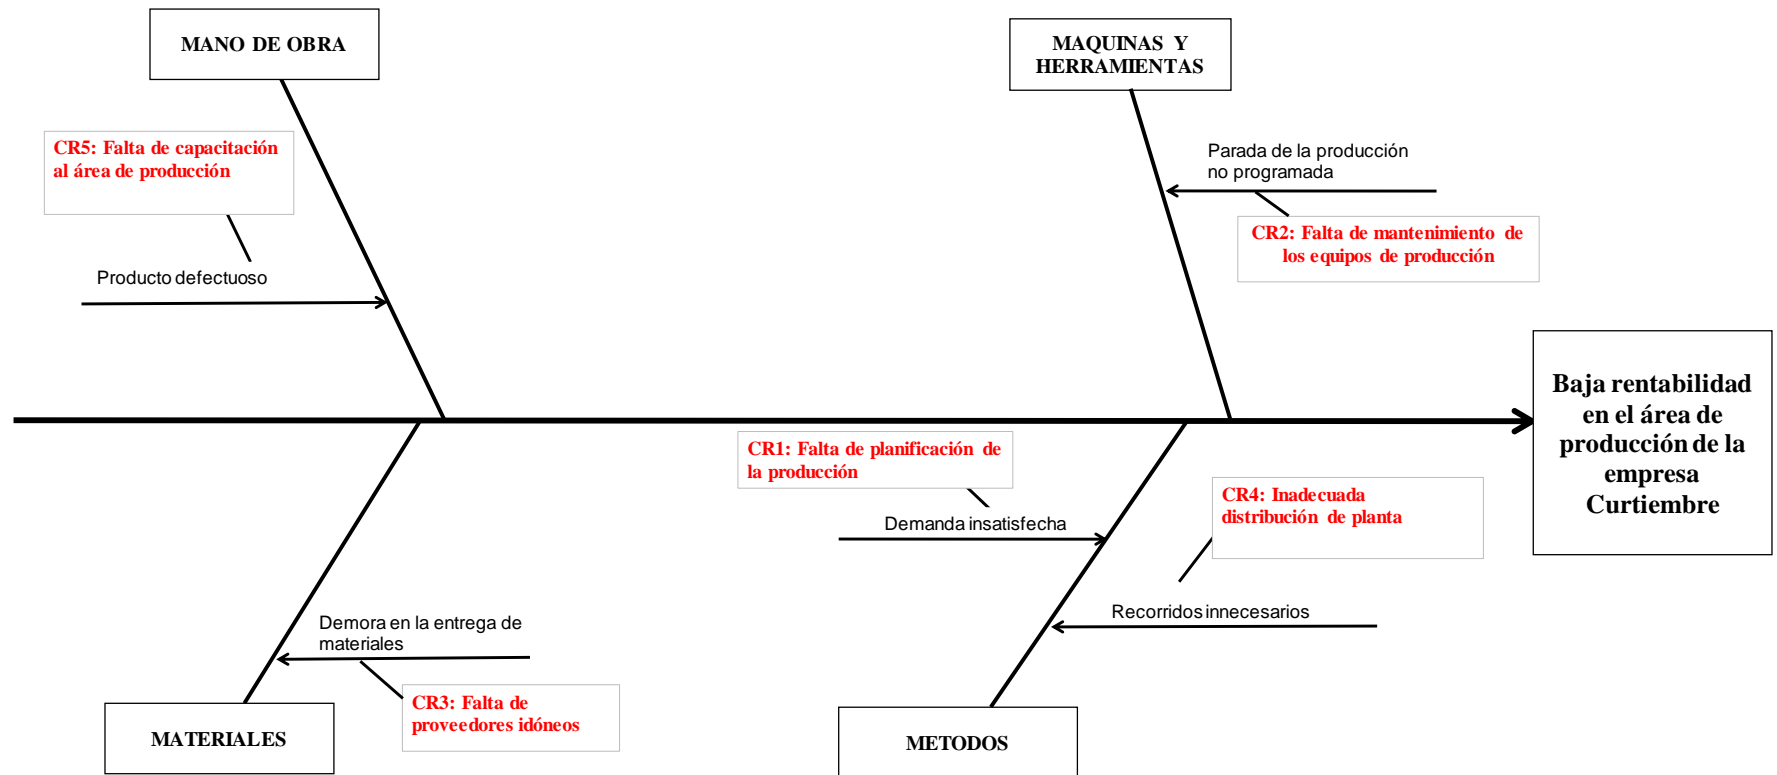 MANO DE OBRA
MAQUINAS Y
HERRAMIENTAS
CR5: Falta de capacitación
al área de producción
Parada de la producción
no programada
CR2: Falta de mantenimiento de
los equipos de producción
Producto defectuoso
Baja rentabilidad
en el área de
producción de la
empresa
Curtiembre
CR1: Falta de planificación de
la producción
CR4: Inadecuada
distribución de planta
Demanda insatisfecha
Recorridos innecesarios
Demora en la entrega de
materiales
CR3: Falta de
proveedores idóneos
MATERIALES
METODOS